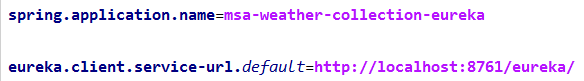 spring.application.name=msa-weather-collection-eureka
eureka.client.service-url.default=http://localhost:8761/eureka/